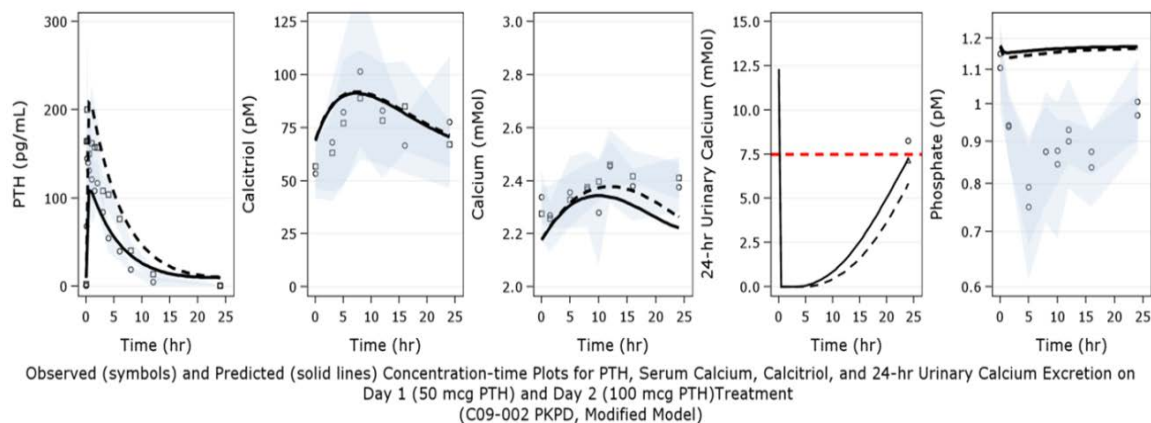 PTH (pg/mL)
300
200
100
0
0 5 10 15 20 25
Time (hr)
Calcitriol (pM)
125
100
75
50
25
0
0 5 10 15 20 25
Time (hr)
Calcium (mMol)
3.0
2.8
2.6
2.4
2.2
2.0
0 5 10 15 20 25
Time (hr)
24-hr Urinary Calcium (mMol)
12.5
10.0
7.5
5.0
2.5
0.0
0 5 10 15 20 25
Time (hr)
Phosphate (pM)
1.2
1.1
1
0.9
0.8
0.7
0.6
0 5 10 15 20 25
Time (hr)
Observed (symbols) and Predicted (solid lines) Concentration-time Plots for PTH, Serum Calcium, Calcitriol, and 24-hr Urinary Calcium Excretion on
Day 1 (50 mcg PTH) and Day 2 (100 mcg PTH)Treatment
(C09-002 PKPD, Modified Model)